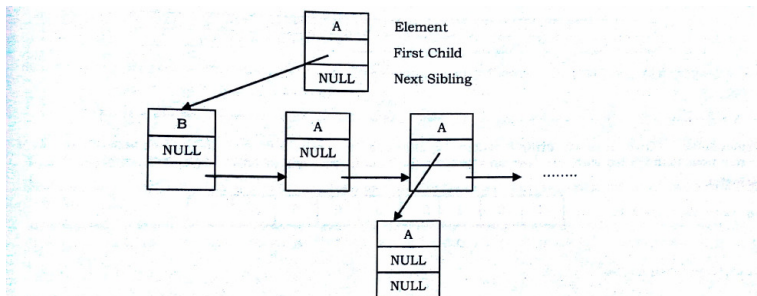 A Element
First Child
NULL Next Sibling
B A A
NULL NULL
........
A
NULL
NULL